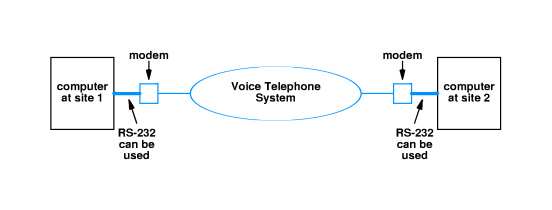 modem
modem
computer
at site 1
Voice Telephone
System
computer
at site 2
RS-232
can be
used
RS-232
can be
used